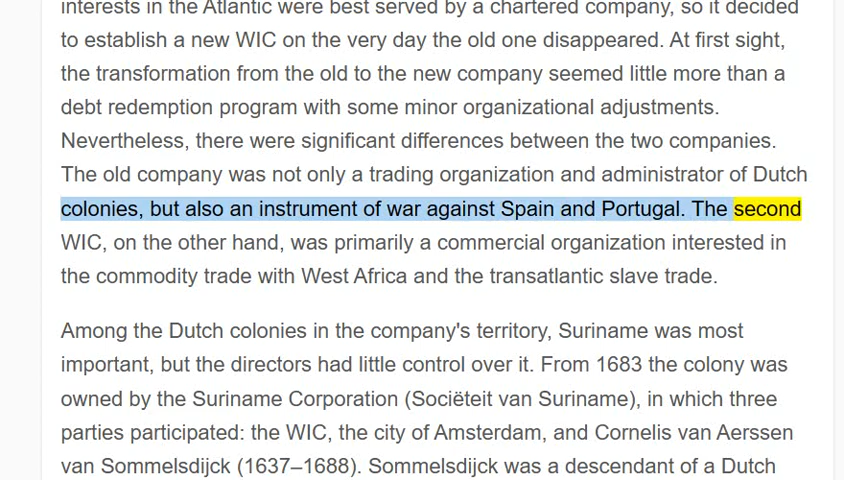 interests in the Atlantic were best served by a chartered company, so it decided
to establish a new WIC on the very day the old one disappeared. At first sight,
the transformation from the old to the new company seemed little more than a
debt redemption program with some minor organizational adjustments.
Nevertheless, there were significant differences between the two companies.
The old company was not only a trading organization and administrator of Dutch
colonies, but also an instrument of war against Spain and Portugal. The second
WIC, on the other hand, was primarily a commercial organization interested in
the commodity trade with West Africa and the transatlantic slave trade.
Among the Dutch colonies in the company's territory, Suriname was most
important, but the directors had little control over it. From 1683 the colony was
owned by the Suriname Corporation (Sociëteit van Suriname), in which three
parties participated: the WIC, the city of Amsterdam, and Cornelis van Aerssen
van Sommelsdijck (1637–1688). Sommelsdijck was a descendant of a Dutch